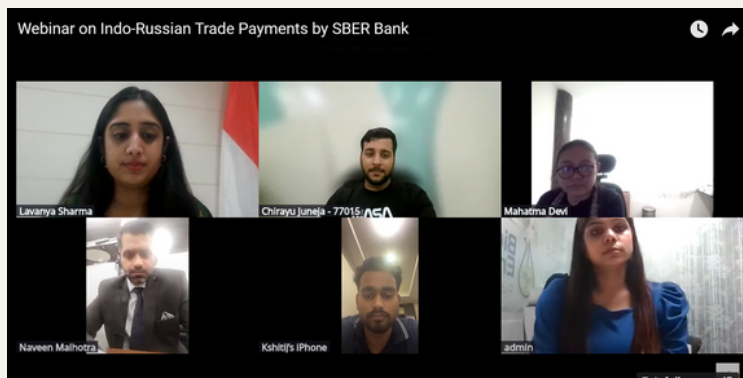 Webinar on Indo-Russian Trade Payments by SBER Bank
Lavanya Sharma
Chirayu Juneja - 77015
Mahatma Devi
Naveen Malhotra
Kshitij's iPhone
admin